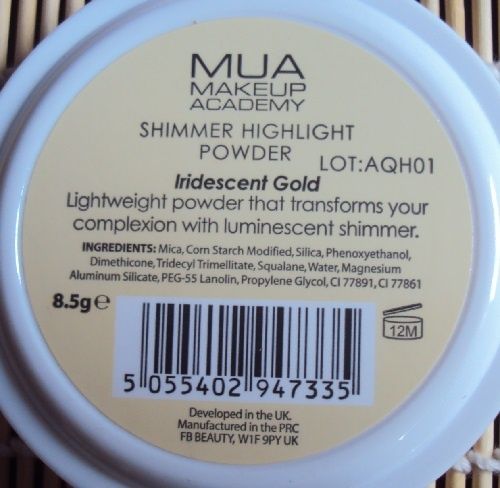 MUA
MAKEUP
ACADEMY
SHIMMER HIGHLIGHT
POWDER
LOT:AQH01
Iridescent Gold
Lightweight powder that transforms your
complexion with luminescent shimmer.
INGREDIENTS: Mica, Corn Starch Modified, Silica, Phenoxyethanol,
Dimethicone, Tridecyl Trimellitate, Squalane, Water, Magnesium
Aluminum Silicate, PEG-55 Lanolin, Propylene Glycol, CI 77891, CI 77861
8.5g e
12M
5 055402 947335
Developed in the UK.
Manufactured in the PRC
FB BEAUTY, W1F 9PY UK